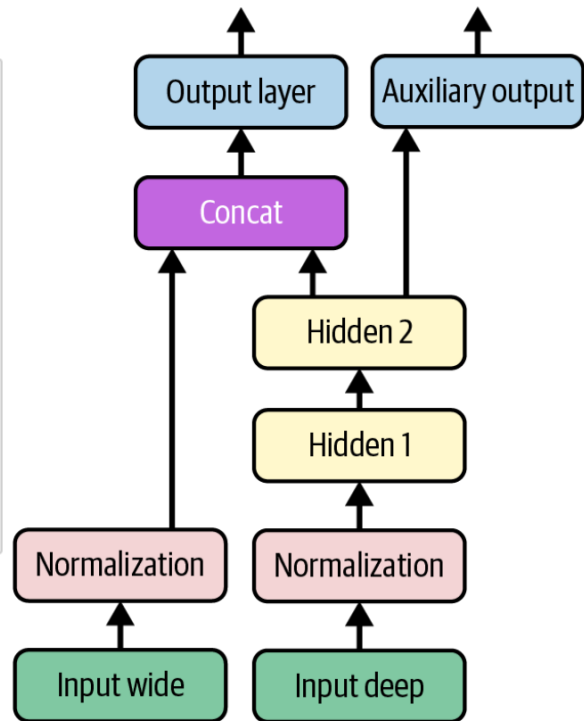 Output layer
Auxiliary output
Concat
Hidden 2
Hidden 1
Normalization
Normalization
Input wide
Input deep